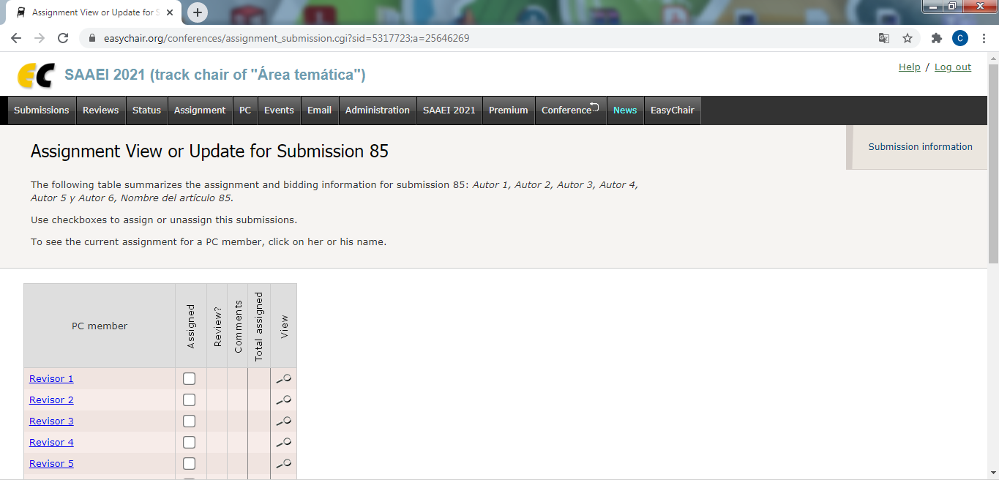 Assignment View or Update for S
easychair.org/conferences/assignment_submission.cgi?sid=5317723;a=25646269
C
EC
SAAEI 2021 (track chair of "Área temática")
Help / Log out
Submissions Reviews Status Assignment PC Events Email Administration SAAEI 2021 Premium Conference News EasyChair
Assignment View or Update for Submission 85
Submission information
The following table summarizes the assignment and bidding information for submission 85: Autor 1, Autor 2, Autor 3, Autor 4,
Autor 5 y Autor 6, Nombre del artículo 85.
Use checkboxes to assign or unassign this submissions.
To see the current assignment for a PC member, click on her or his name.
PC member Assigned Review? Comments Total assigned View
Revisor 1
Revisor 2
Revisor 3
Revisor 4
Revisor 5